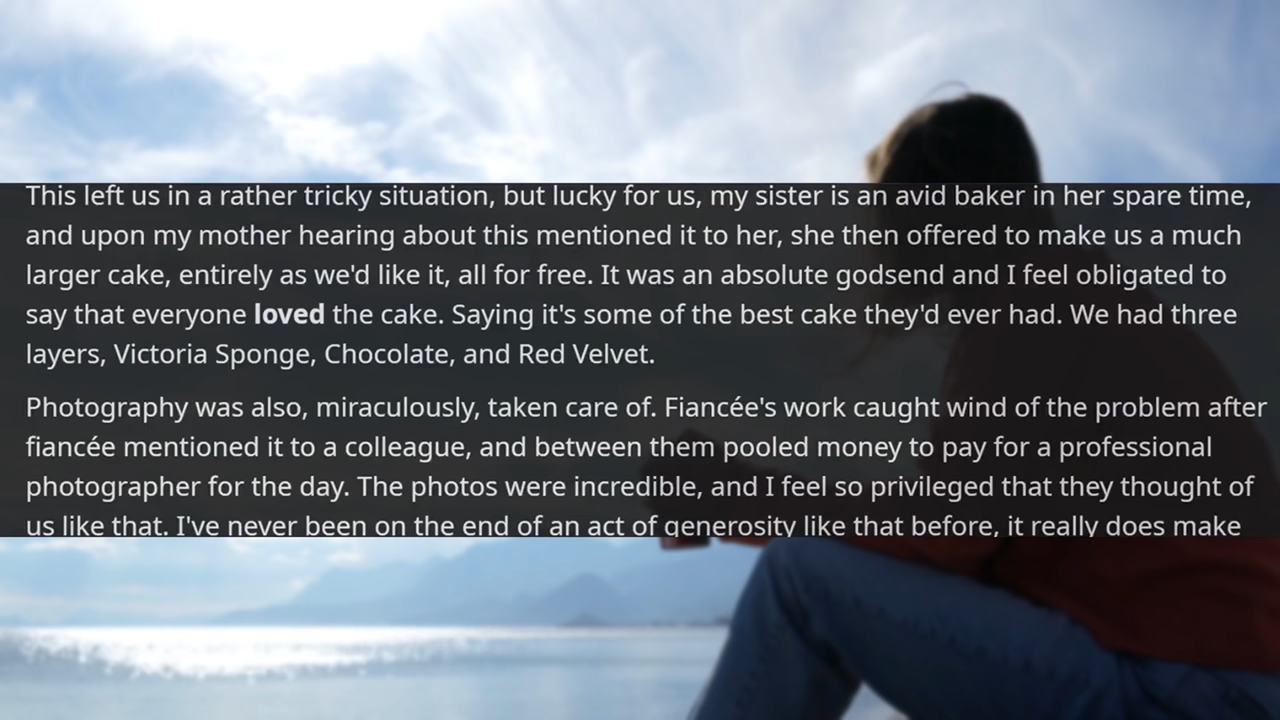 This left us in a rather tricky situation, but lucky for us, my sister is an avid baker in her spare time,
and upon my mother hearing about this mentioned it to her, she then offered to make us a much
larger cake, entirely as we'd like it, all for free. It was an absolute godsend and I feel obligated to
say that everyone loved the cake. Saying it's some of the best cake they'd ever had. We had three
layers, Victoria Sponge, Chocolate, and Red Velvet.
Photography was also, miraculously, taken care of. Fiancée's work caught wind of the problem after
fiancée mentioned it to a colleague, and between them pooled money to pay for a professional
photographer for the day. The photos were incredible, and I feel so privileged that they thought of
us like that. I've never been on the end of an act of generosity like that before, it really does make